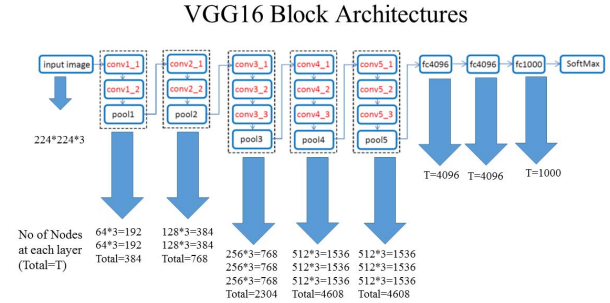 VGG16 Block Architectures
input image
conv1_1
conv1_2
pool1
conv2_1
conv2_2
pool2
conv3_1
conv3_2
conv3_3
pool3
conv4_1
conv4_2
conv4_3
pool4
conv5_1
conv5_2
conv5_3
pool5
fc4096
fc4096
fc1000
SoftMax
224*224*3
T=4096
T=4096
T=1000
No of Nodes
at each layer
(Total=T)
64*3=192
64*3=192
Total=384
128*3=384
128*3=384
Total=768
256*3=768
256*3=768
256*3=768
Total=2304
512*3=1536
512*3=1536
512*3=1536
Total=4608
512*3=1536
512*3=1536
512*3=1536
Total=4608